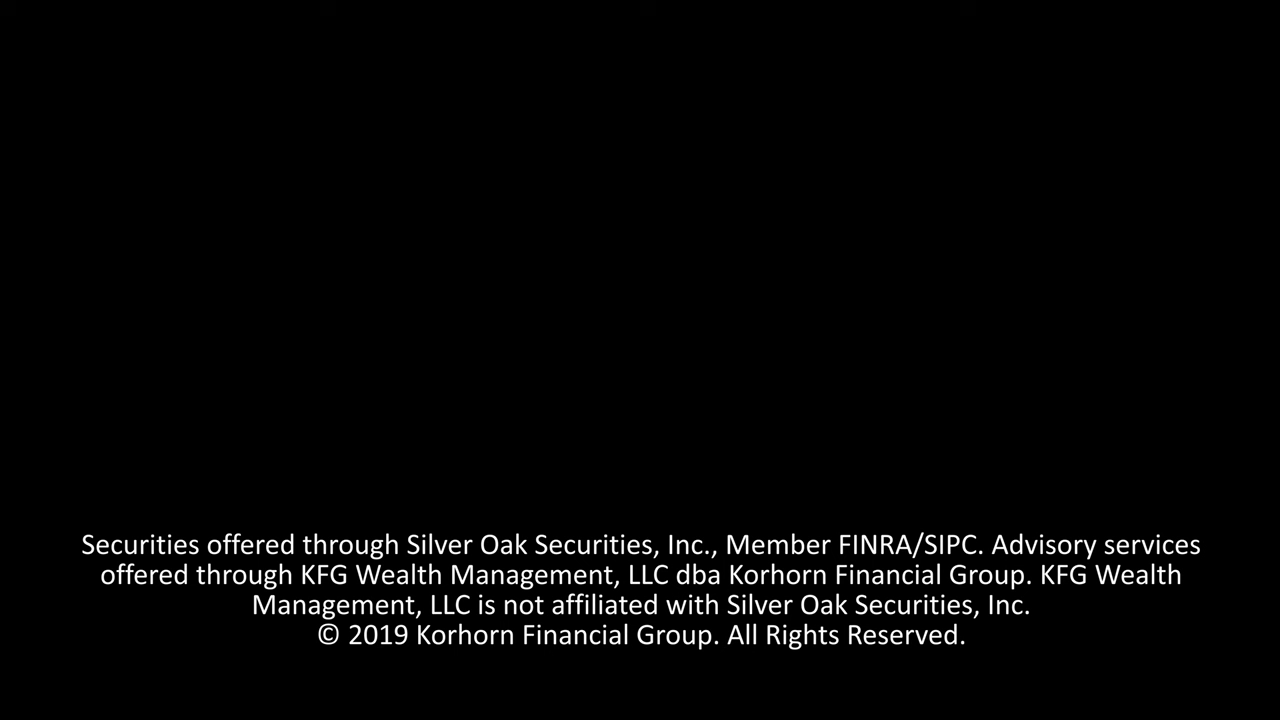 Securities offered through Silver Oak Securities, Inc., Member FINRA/SIPC. Advisory services
offered through KFG Wealth Management, LLC dba Korhorn Financial Group. KFG Wealth
Management, LLC is not affiliated with Silver Oak Securities, Inc.
© 2019 Korhorn Financial Group. All Rights Reserved.